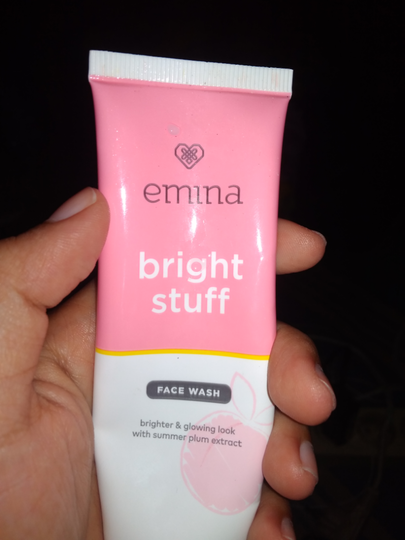 emina
bright
stuff
FACE WASH
brighter & glowing look
with summer plum extract